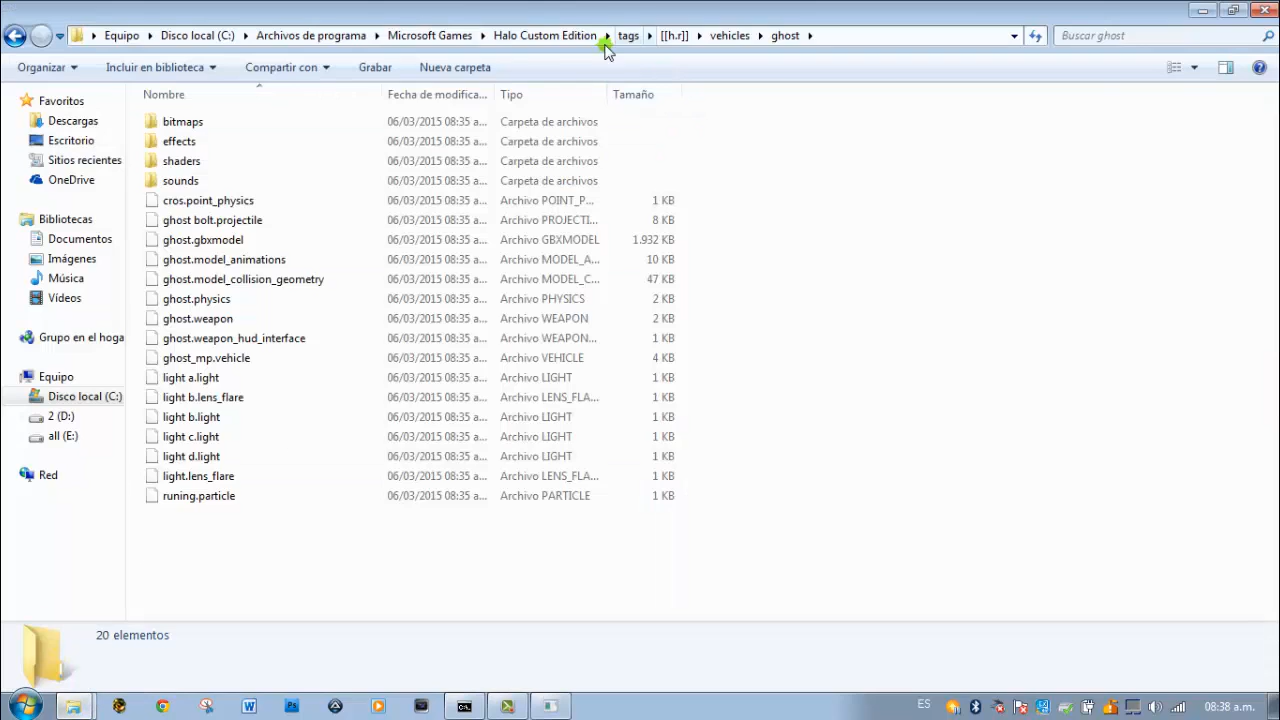 Equipo Disco local (C:) Archivos de programa Microsoft Games Halo Custom Edition tags [[h.r]] vehicles ghost Buscar ghost
Organizar Incluir en biblioteca Compartir con Grabar Nueva carpeta
Nombre Fecha de modifica... Tipo Tamaño
Favoritos
Descargas
Escritorio
Sitios recientes
OneDrive
Bibliotecas
Documentos
Imágenes
Música
Vídeos
Grupo en el hoga
Equipo
Disco local (C:)
2 (D:)
all (E:)
Red
bitmaps 06/03/2015 08:35 a... Carpeta de archivos
effects 06/03/2015 08:35 a... Carpeta de archivos
shaders 06/03/2015 08:35 a... Carpeta de archivos
sounds 06/03/2015 08:35 a... Carpeta de archivos
cros.point_physics 06/03/2015 08:35 a... Archivo POINT_P... 1 KB
ghost bolt.projectile 06/03/2015 08:35 a... Archivo PROJECTI... 8 KB
ghost.gbxmodel 06/03/2015 08:35 a... Archivo GBXMODEL 1.932 KB
ghost.model_animations 06/03/2015 08:35 a... Archivo MODEL_A... 10 KB
ghost.model_collision_geometry 06/03/2015 08:35 a... Archivo MODEL_C... 47 KB
ghost.physics 06/03/2015 08:35 a... Archivo PHYSICS 2 KB
ghost.weapon 06/03/2015 08:35 a... Archivo WEAPON 2 KB
ghost.weapon_hud_interface 06/03/2015 08:35 a... Archivo WEAPON... 1 KB
ghost_mp.vehicle 06/03/2015 08:35 a... Archivo VEHICLE 4 KB
light a.light 06/03/2015 08:35 a... Archivo LIGHT 1 KB
light b.lens_flare 06/03/2015 08:35 a... Archivo LENS_FLA... 1 KB
light b.light 06/03/2015 08:35 a... Archivo LIGHT 1 KB
light c.light 06/03/2015 08:35 a... Archivo LIGHT 1 KB
light d.light 06/03/2015 08:35 a... Archivo LIGHT 1 KB
light.lens_flare 06/03/2015 08:35 a... Archivo LENS_FLA... 1 KB
runing.particle 06/03/2015 08:35 a... Archivo PARTICLE 1 KB
20 elementos
ES 08:38 a.m.